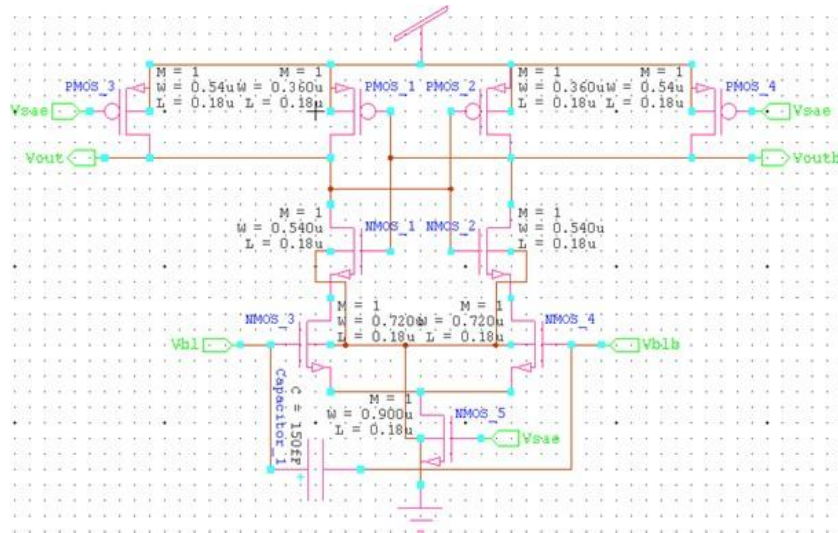 PMOS_3
M = 1
W = 0.54u
L = 0.18u
M = 1
W = 0.360u
L = 0.18u
PMOS_1
PMOS_2
M = 1
W = 0.360u
L = 0.18u
M = 1
W = 0.54u
L = 0.18u
PMOS_4
Vsae
Vsae
Vout
Voutb
M = 1
W = 0.540u
L = 0.18u
NMOS_1
NMOS_2
M = 1
W = 0.540u
L = 0.18u
NMOS_3
M = 1
W = 0.720u
L = 0.18u
M = 1
W = 0.720u
L = 0.18u
NMOS_4
Vbl
Vblb
Capacitor_1
C = 150fF
M = 1
W = 0.900u
L = 0.18u
NMOS_5
Vsae